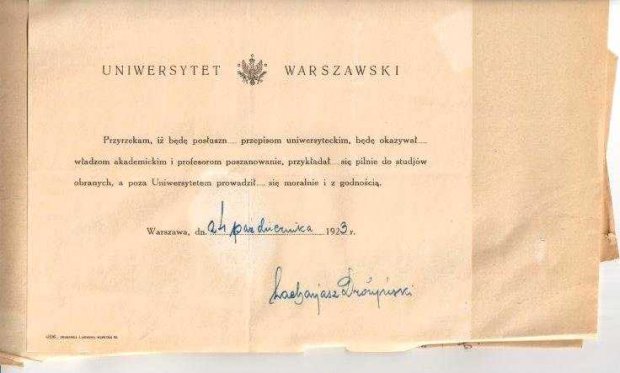 UNIWERSYTET WARSZAWSKI
Przyrzekam, iż będę posłuszn... przepisom uniwersyteckim, będę okazywał...
władzom akademickim i profesorom poszanowanie, przykładał... się pilnie do studjów
obranych, a poza Uniwersytetem prowadził... się moralnie i z godnością.
Warszawa, dn. 24 października 1923 r.
Zacharjasz